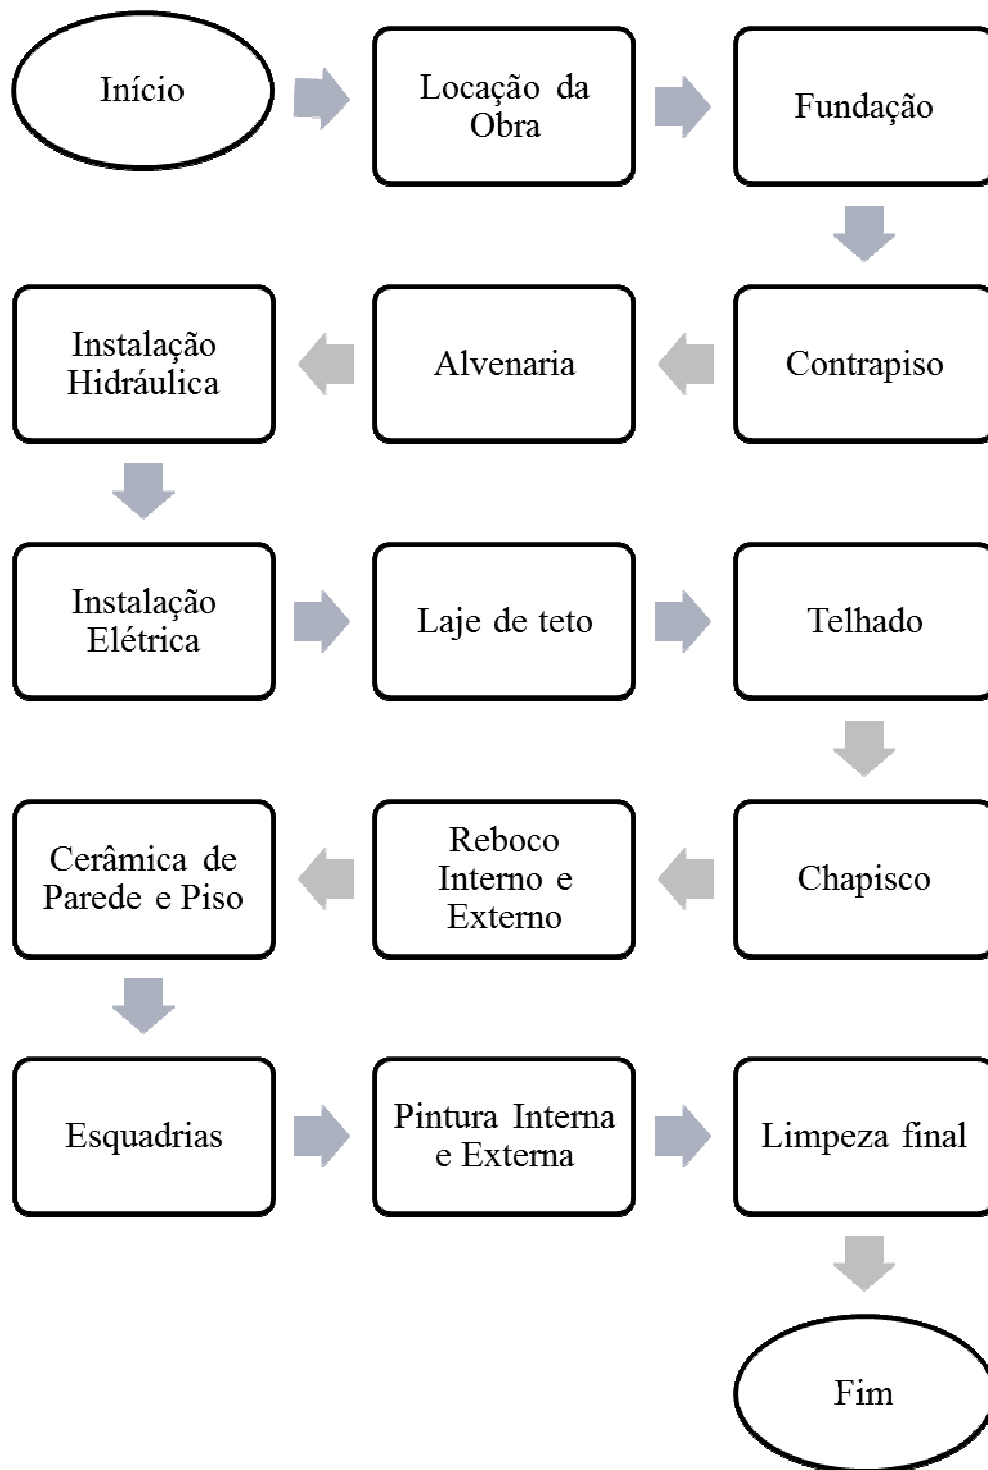 Início
Locação da
Obra
Fundação
Contrapiso
Alvenaria
Instalação
Hidráulica
Instalação
Elétrica
Laje de teto
Telhado
Chapisco
Reboco
Interno e
Externo
Cerâmica de
Parede e Piso
Esquadrias
Pintura Interna
e Externa
Limpeza final
Fim